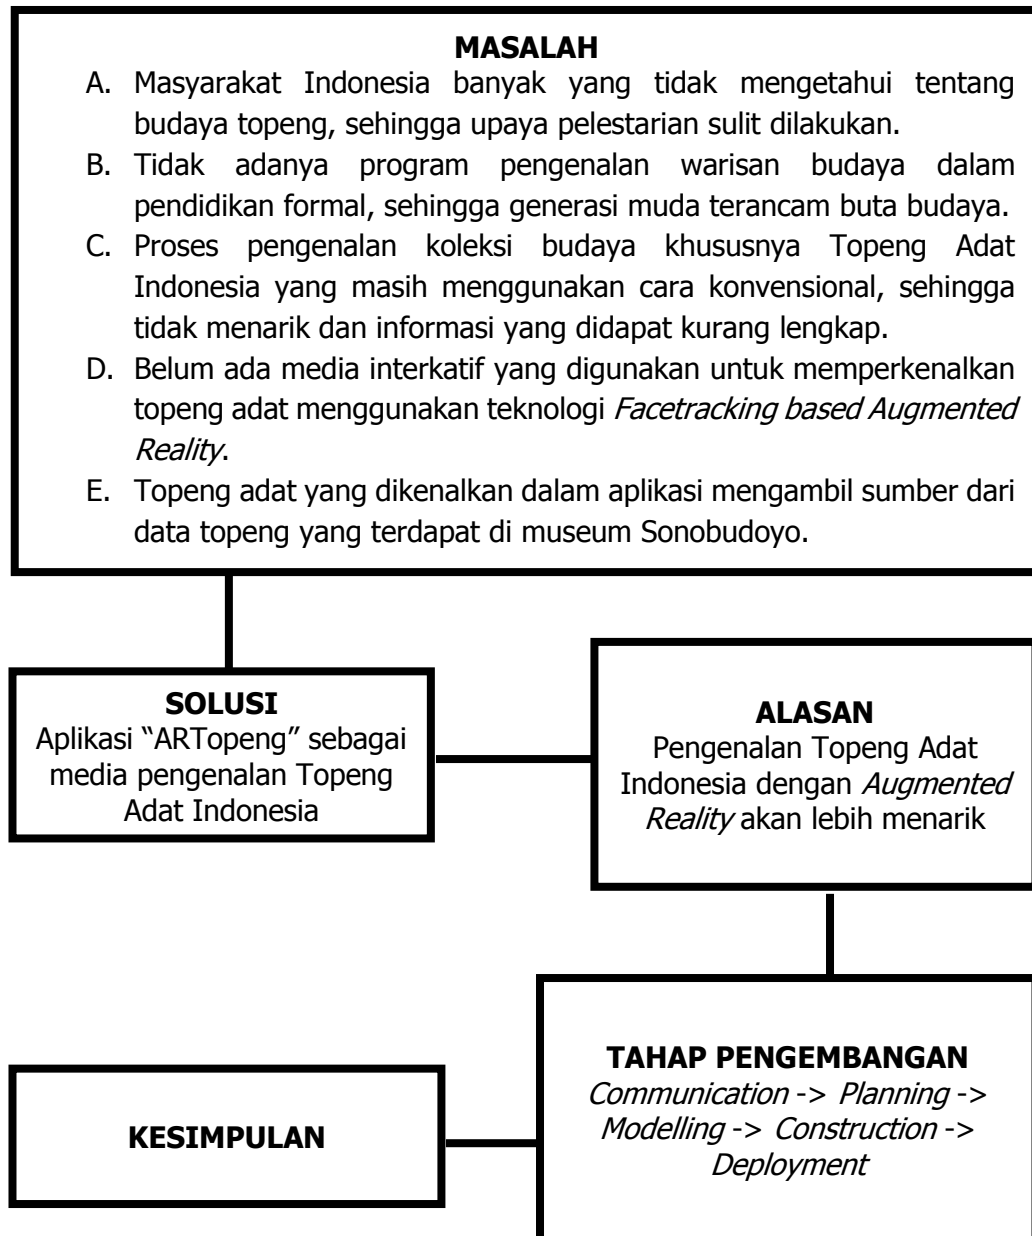 MASALAH
A. Masyarakat Indonesia banyak yang tidak mengetahui tentang
budaya topeng, sehingga upaya pelestarian sulit dilakukan.
B. Tidak adanya program pengenalan warisan budaya dalam
pendidikan formal, sehingga generasi muda terancam buta budaya.
C. Proses pengenalan koleksi budaya khususnya Topeng Adat
Indonesia yang masih menggunakan cara konvensional, sehingga
tidak menarik dan informasi yang didapat kurang lengkap.
D. Belum ada media interkatif yang digunakan untuk memperkenalkan
topeng adat menggunakan teknologi Facetracking based Augmented
Reality.
E. Topeng adat yang dikenalkan dalam aplikasi mengambil sumber dari
data topeng yang terdapat di museum Sonobudoyo.
SOLUSI
Aplikasi “ARTopeng” sebagai
media pengenalan Topeng
Adat Indonesia
ALASAN
Pengenalan Topeng Adat
Indonesia dengan Augmented
Reality akan lebih menarik
TAHAP PENGEMBANGAN
Communication -> Planning ->
Modelling -> Construction ->
Deployment
KESIMPULAN